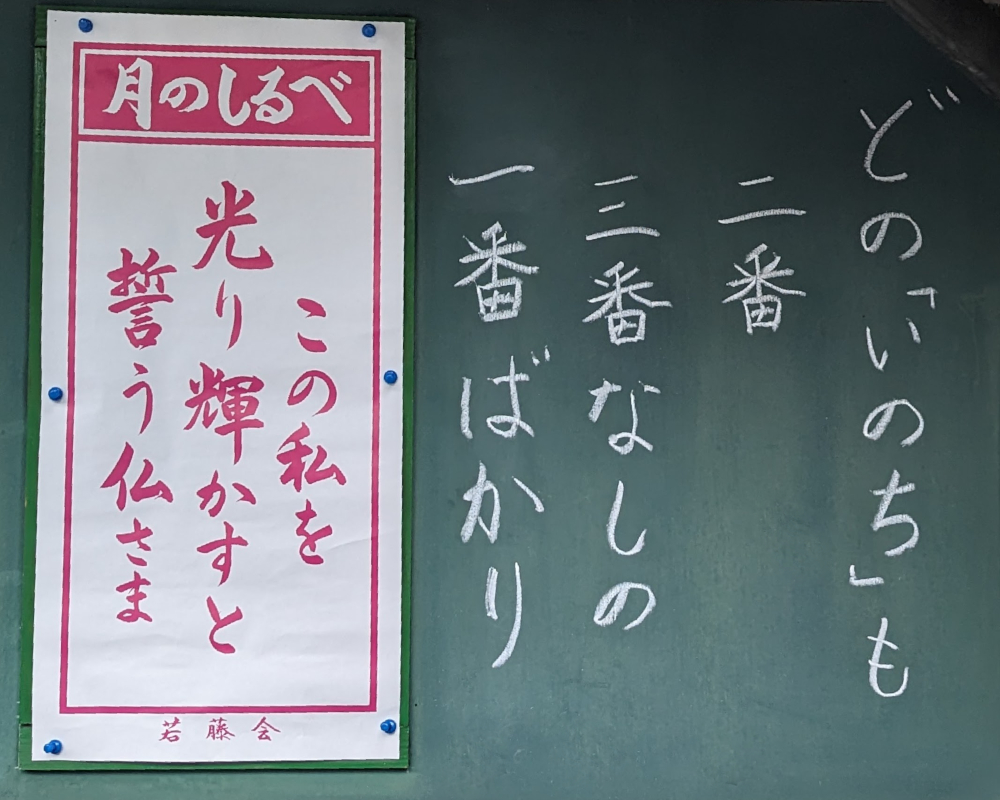 どの「いのち」も
二番
三番なしの
一番ばかり
月のしるべ
この私を
光り輝かすと
誓う仏さま
若藤会